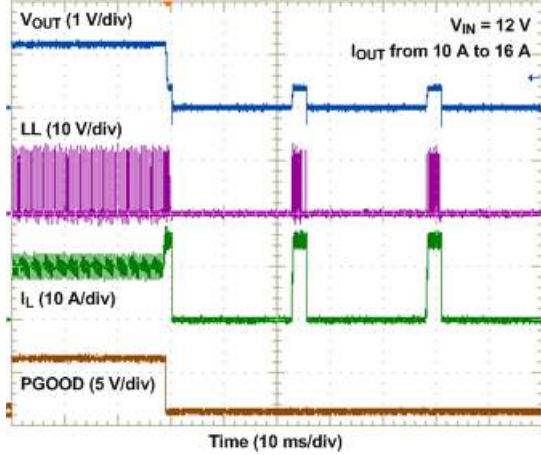 VOUT (1 V/div)
VIN = 12 V
IOUT from 10 A to 16 A
LL (10 V/div)
IL (10 A/div)
PGOOD (5 V/div)
Time (10 ms/div)